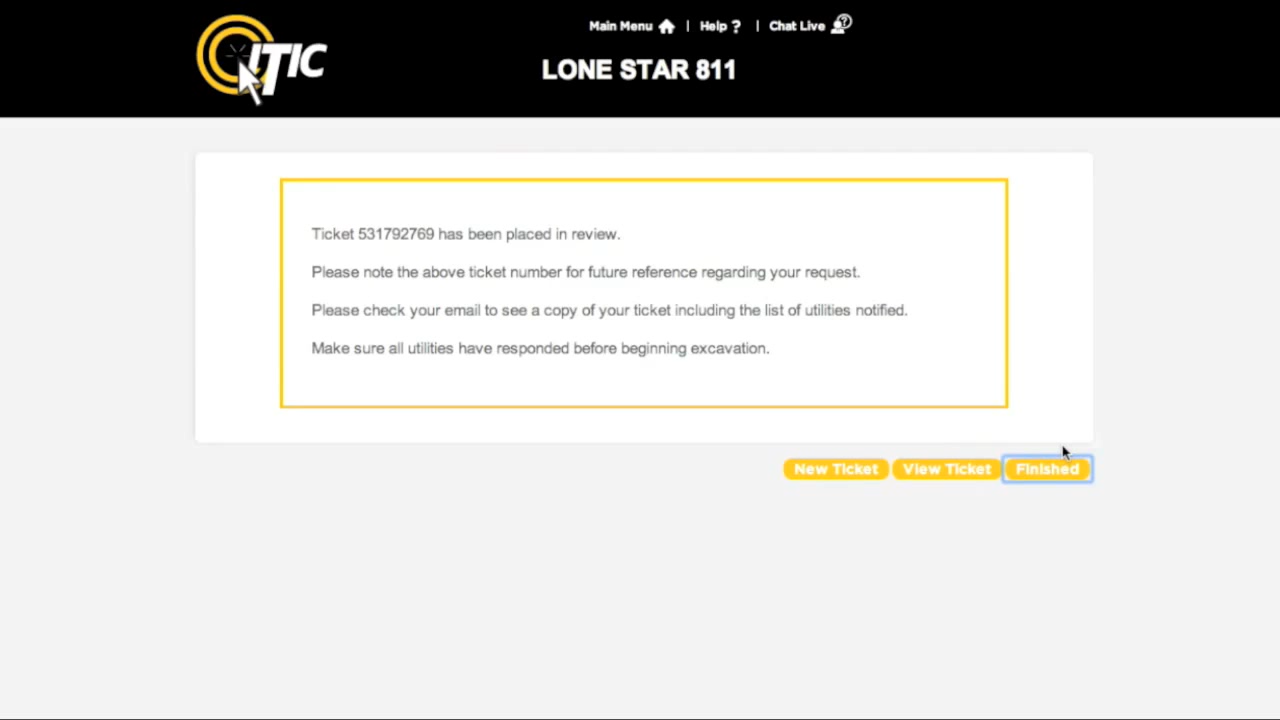 ITIC
Main Menu | Help ? | Chat Live
LONE STAR 811
Ticket 531792769 has been placed in review.
Please note the above ticket number for future reference regarding your request.
Please check your email to see a copy of your ticket including the list of utilities notified.
Make sure all utilities have responded before beginning excavation.
New Ticket View Ticket Finished